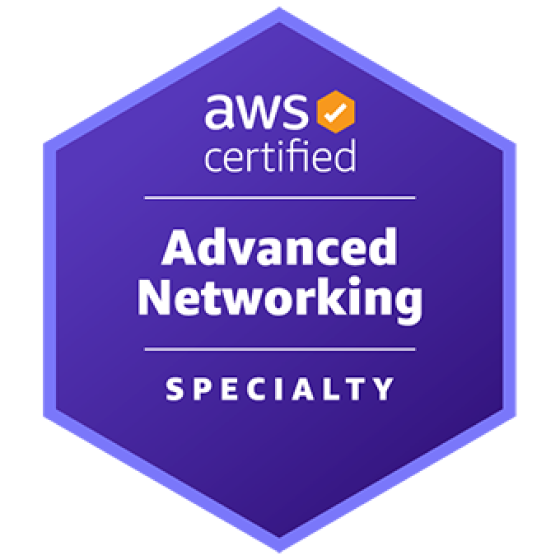 aws
certified
Advanced
Networking
SPECIALTY